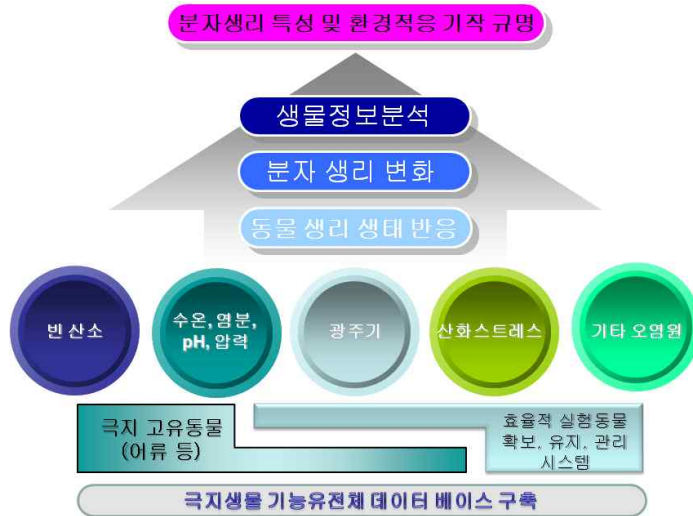 분자생리 특성 및 환경적응 기작 규명
생물정보분석
분자 생리 변화
동물 생리 생태 반응
빈 산소
수온, 염분,
pH, 압력
광주기
산화스트레스
기타 오염원
극지 고유동물
(어류 등)
효율적 실험동물
확보, 유지, 관리
시스템
극지생물 기능유전체 데이터 베이스 구축